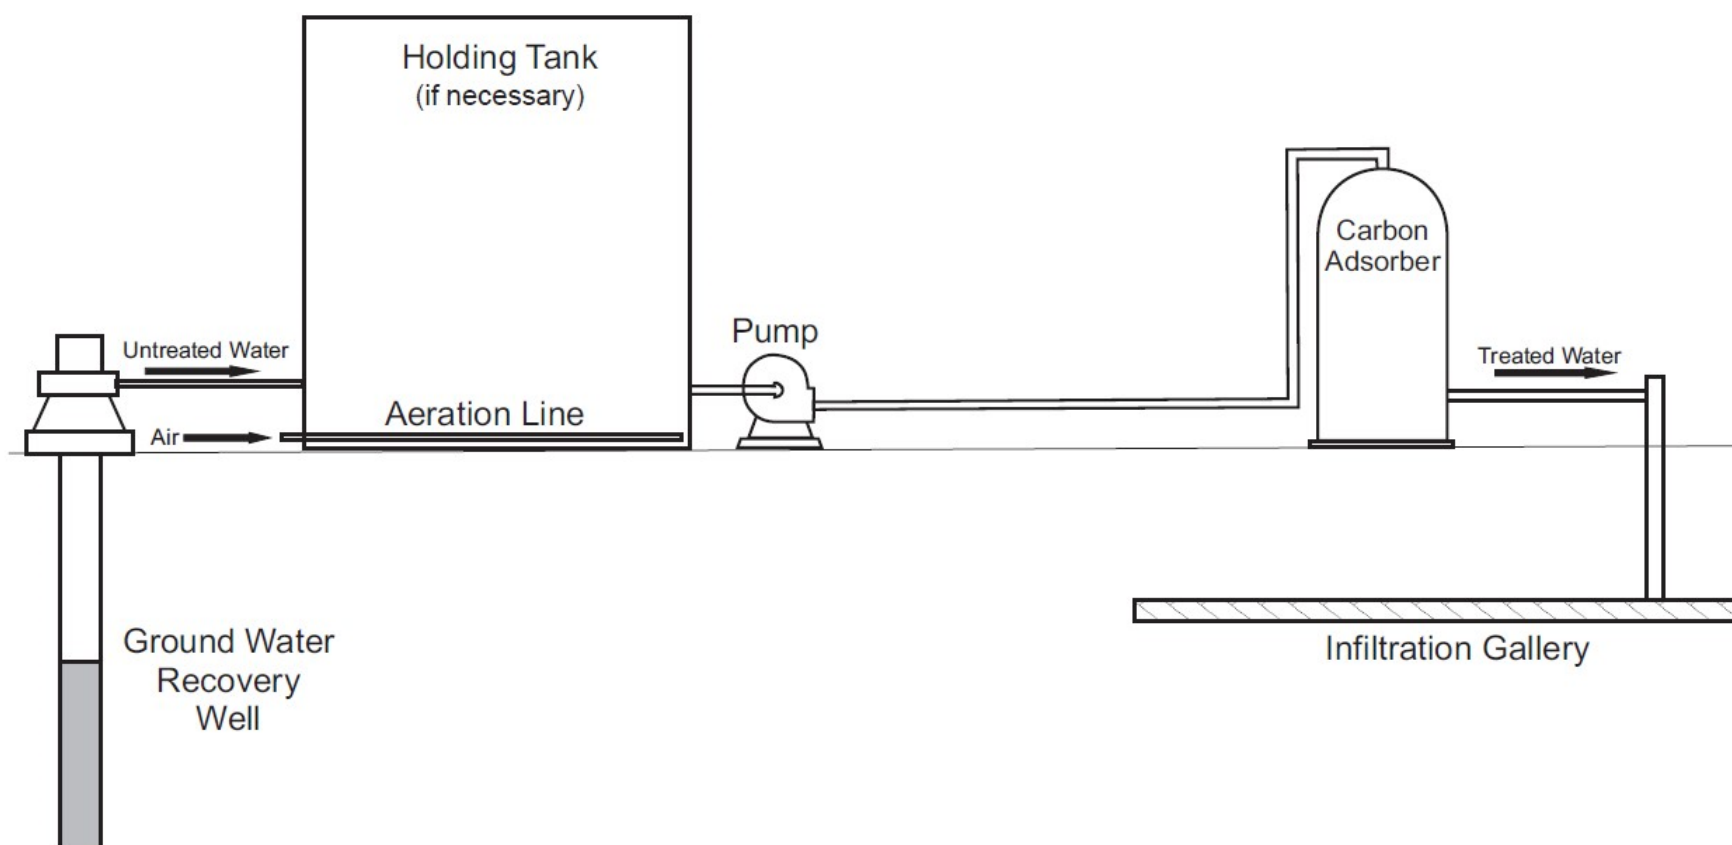 Holding Tank
(if necessary)
Carbon
Adsorber
Pump
Untreated Water
Treated Water
Aeration Line
Air
Ground Water
Recovery
Well
Infiltration Gallery